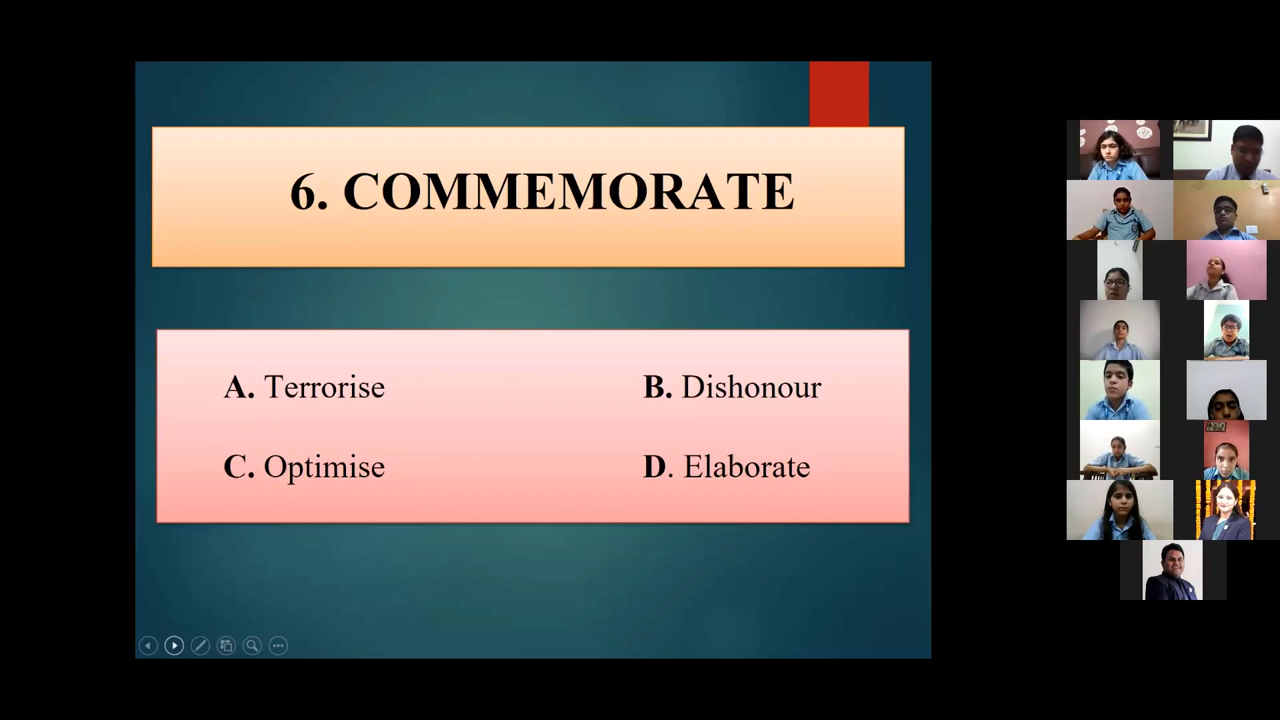 6. COMMEMORATE
A. Terrorise B. Dishonour
C. Optimise D. Elaborate